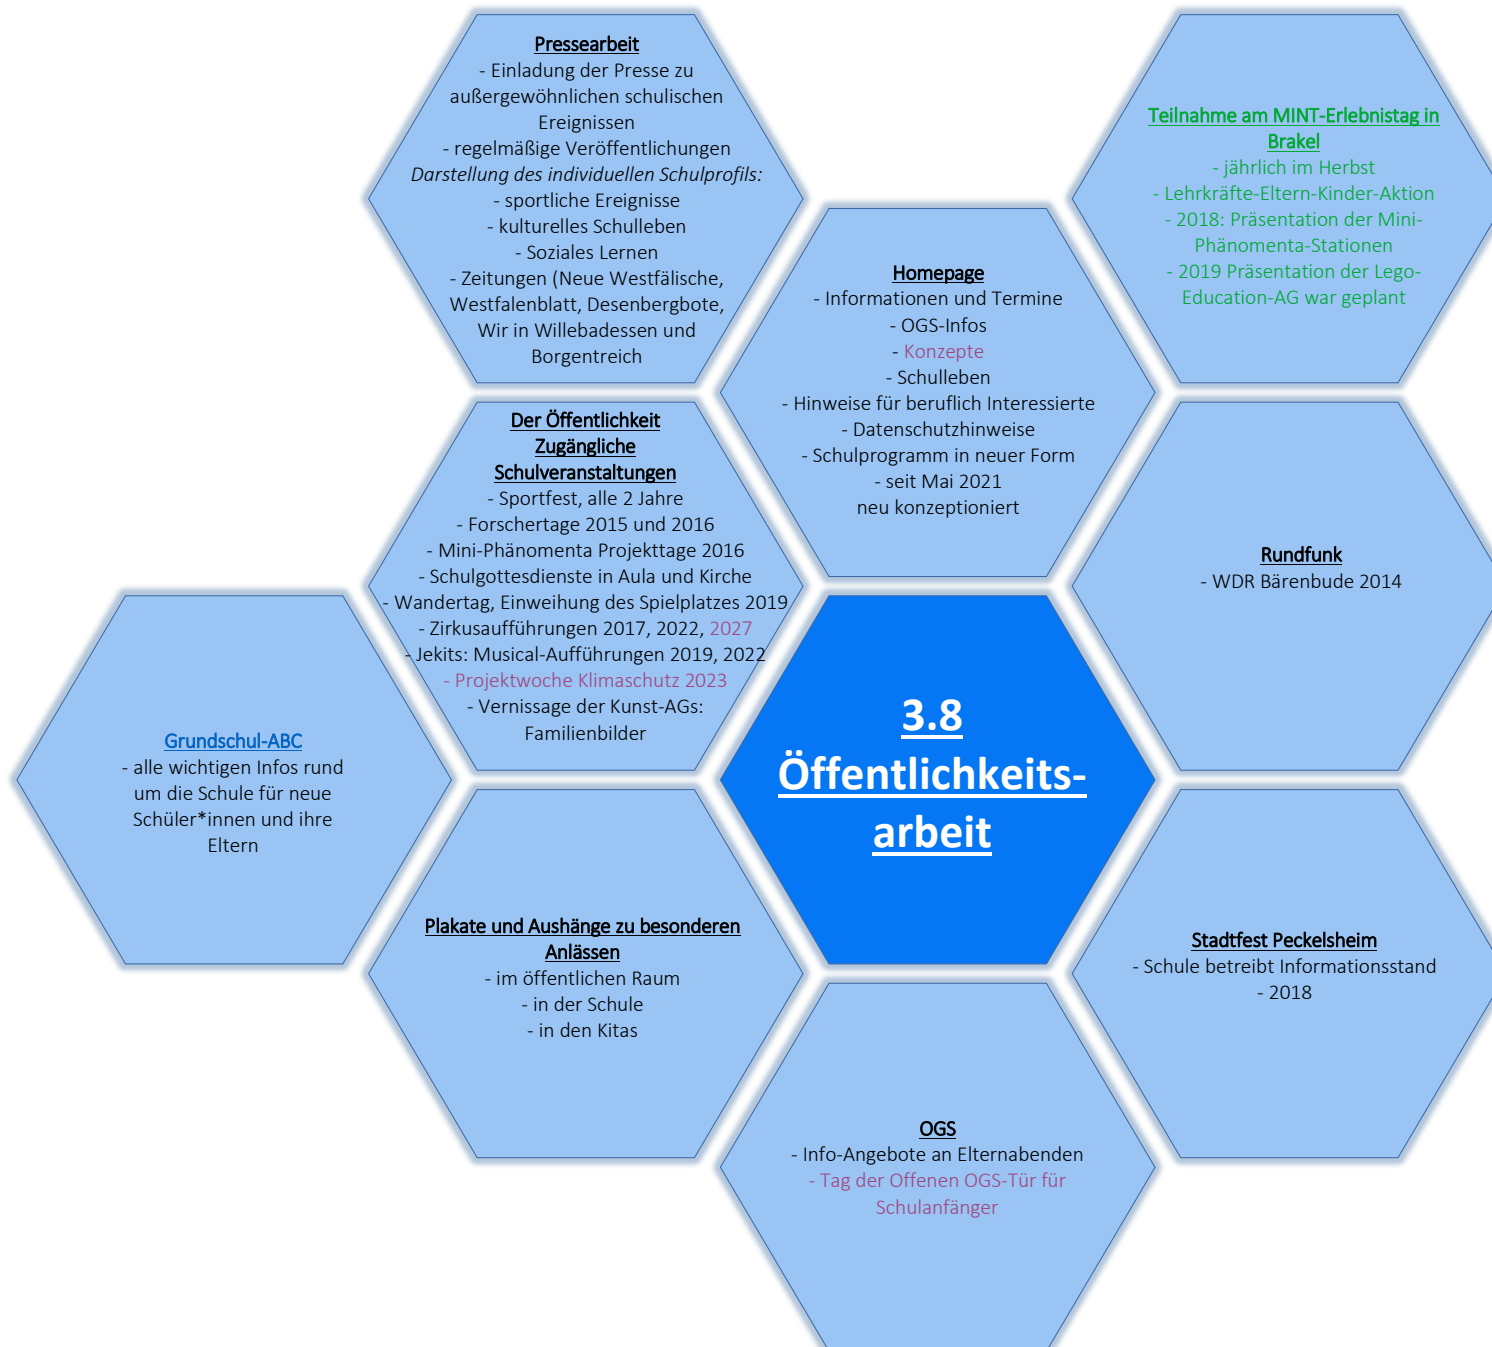 Pressearbeit
- Einladung der Presse zu
außergewöhnlichen schulischen
Ereignissen
- regelmäßige Veröffentlichungen
Darstellung des individuellen Schulprofils:
- sportliche Ereignisse
- kulturelles Schulleben
- Soziales Lernen
- Zeitungen (Neue Westfälische,
Westfalenblatt, Desenbergbote,
Wir in Willebadessen und
Borgentreich
Teilnahme am MINT-Erlebnistag in
Brakel
- jährlich im Herbst
- Lehrkräfte-Eltern-Kinder-Aktion
- 2018: Präsentation der Mini-
Phänomenta-Stationen
- 2019 Präsentation der Lego-
Education-AG war geplant
Homepage
- Informationen und Termine
- OGS-Infos
- Konzepte
- Schulleben
- Hinweise für beruflich Interessierte
- Datenschutzhinweise
- Schulprogramm in neuer Form
- seit Mai 2021
neu konzeptioniert
Der Öffentlichkeit
Zugängliche
Schulveranstaltungen
- Sportfest, alle 2 Jahre
- Forschertage 2015 und 2016
- Mini-Phänomenta Projekttage 2016
- Schulgottesdienste in Aula und Kirche
- Wandertag, Einweihung des Spielplatzes 2019
- Zirkusaufführungen 2017, 2022, 2027
- Jekits: Musical-Aufführungen 2019, 2022
- Projektwoche Klimaschutz 2023
- Vernissage der Kunst-AGs:
Familienbilder
Rundfunk
- WDR Bärenbude 2014
Grundschul-ABC
- alle wichtigen Infos rund
um die Schule für neue
Schüler*innen und ihre
Eltern
3.8
Öffentlichkeits-
arbeit
Plakate und Aushänge zu besonderen
Anlässen
- im öffentlichen Raum
- in der Schule
- in den Kitas
Stadtfest Peckelsheim
- Schule betreibt Informationsstand
- 2018
OGS
- Info-Angebote an Elternabenden
- Tag der Offenen OGS-Tür für
Schulanfänger